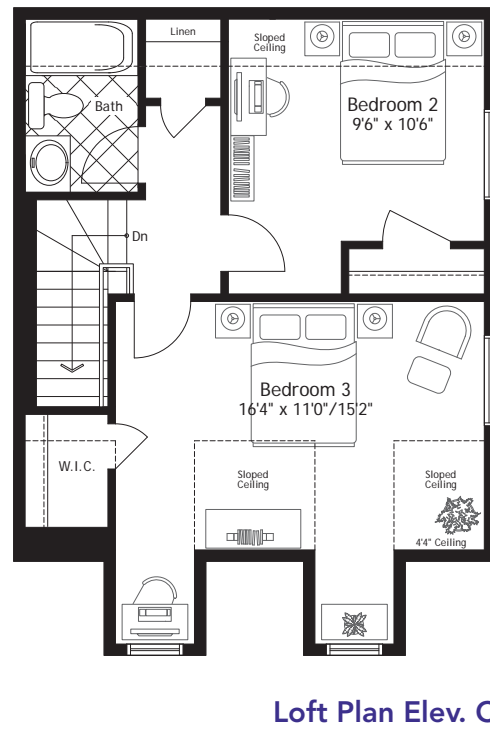 Linen
Sloped
Ceiling
Bath
Bedroom 2
9'6" x 10'6"
Dn
Bedroom 3
16'4" x 11'0"/15'2"
W.I.C.
Sloped
Ceiling
Sloped
Ceiling
4'4" Ceiling
Loft Plan Elev. C